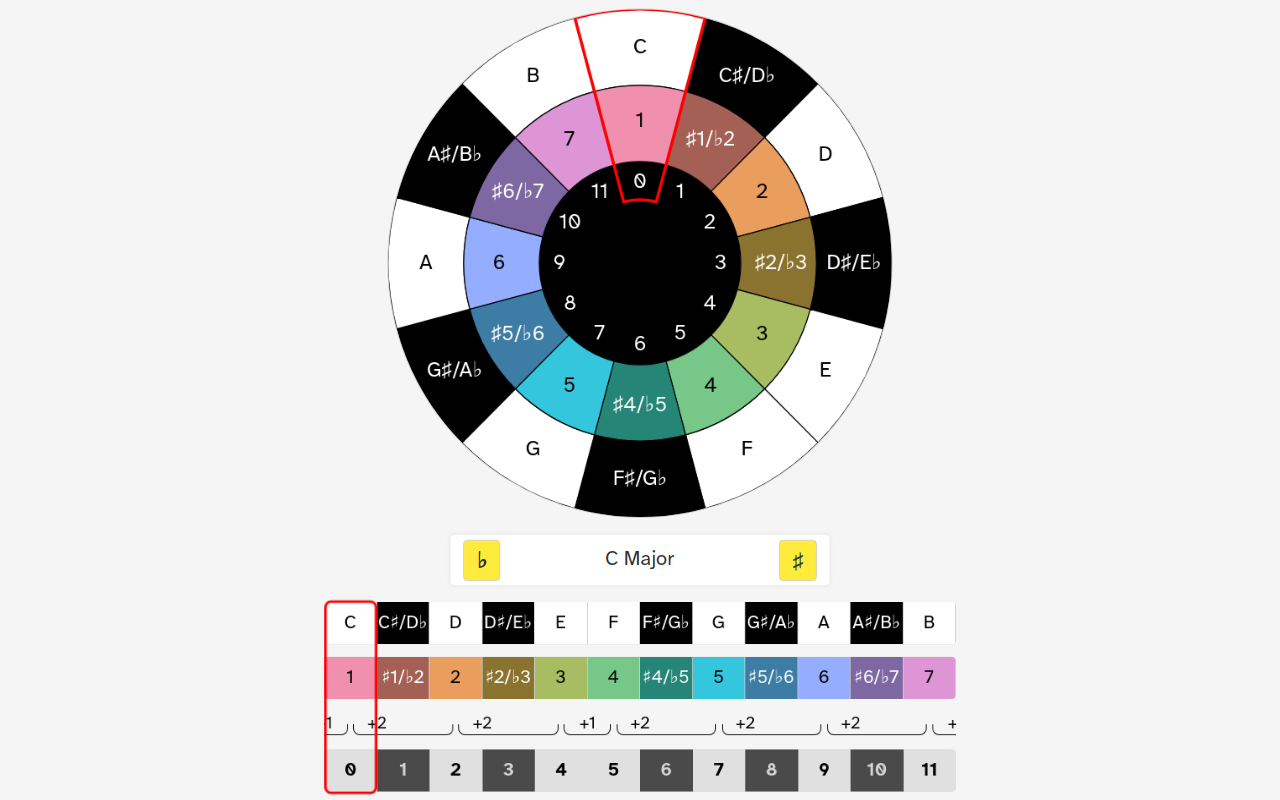 C
B
C♯/D♭
1
A♯/B♭
7
♯1/♭2
D
♯6/♭7
11
0
1
2
10
2
A
6
9
3
♯2/♭3
D♯/E♭
8
4
♯5/♭6
7
6
5
3
G♯/A♭
5
♯4/♭5
4
E
G
F♯/G♭
F
♭ C Major ♯
C C♯/D♭ D D♯/E♭ E F F♯/G♭ G G♯/A♭ A A♯/B♭ B
1 ♯1/♭2 2 ♯2/♭3 3 4 ♯4/♭5 5 ♯5/♭6 6 ♯6/♭7 7
1 +2 +2 +1 +2 +2 +2 +
0 1 2 3 4 5 6 7 8 9 10 11